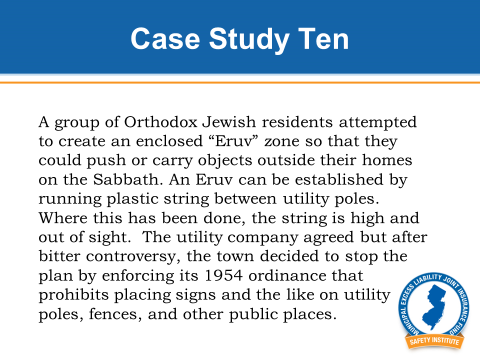 Case Study Ten
A group of Orthodox Jewish residents attempted
to create an enclosed “Eruv” zone so that they
could push or carry objects outside their homes
on the Sabbath. An Eruv can be established by
running plastic string between utility poles.
Where this has been done, the string is high and
out of sight.  The utility company agreed but after
bitter controversy, the town decided to stop the
plan by enforcing its 1954 ordinance that
prohibits placing signs and the like on utility
poles, fences, and other public places.
MUNICIPAL EXCESS LIABILITY JOINT INSURANCE FUND
SAFETY INSTITUTE